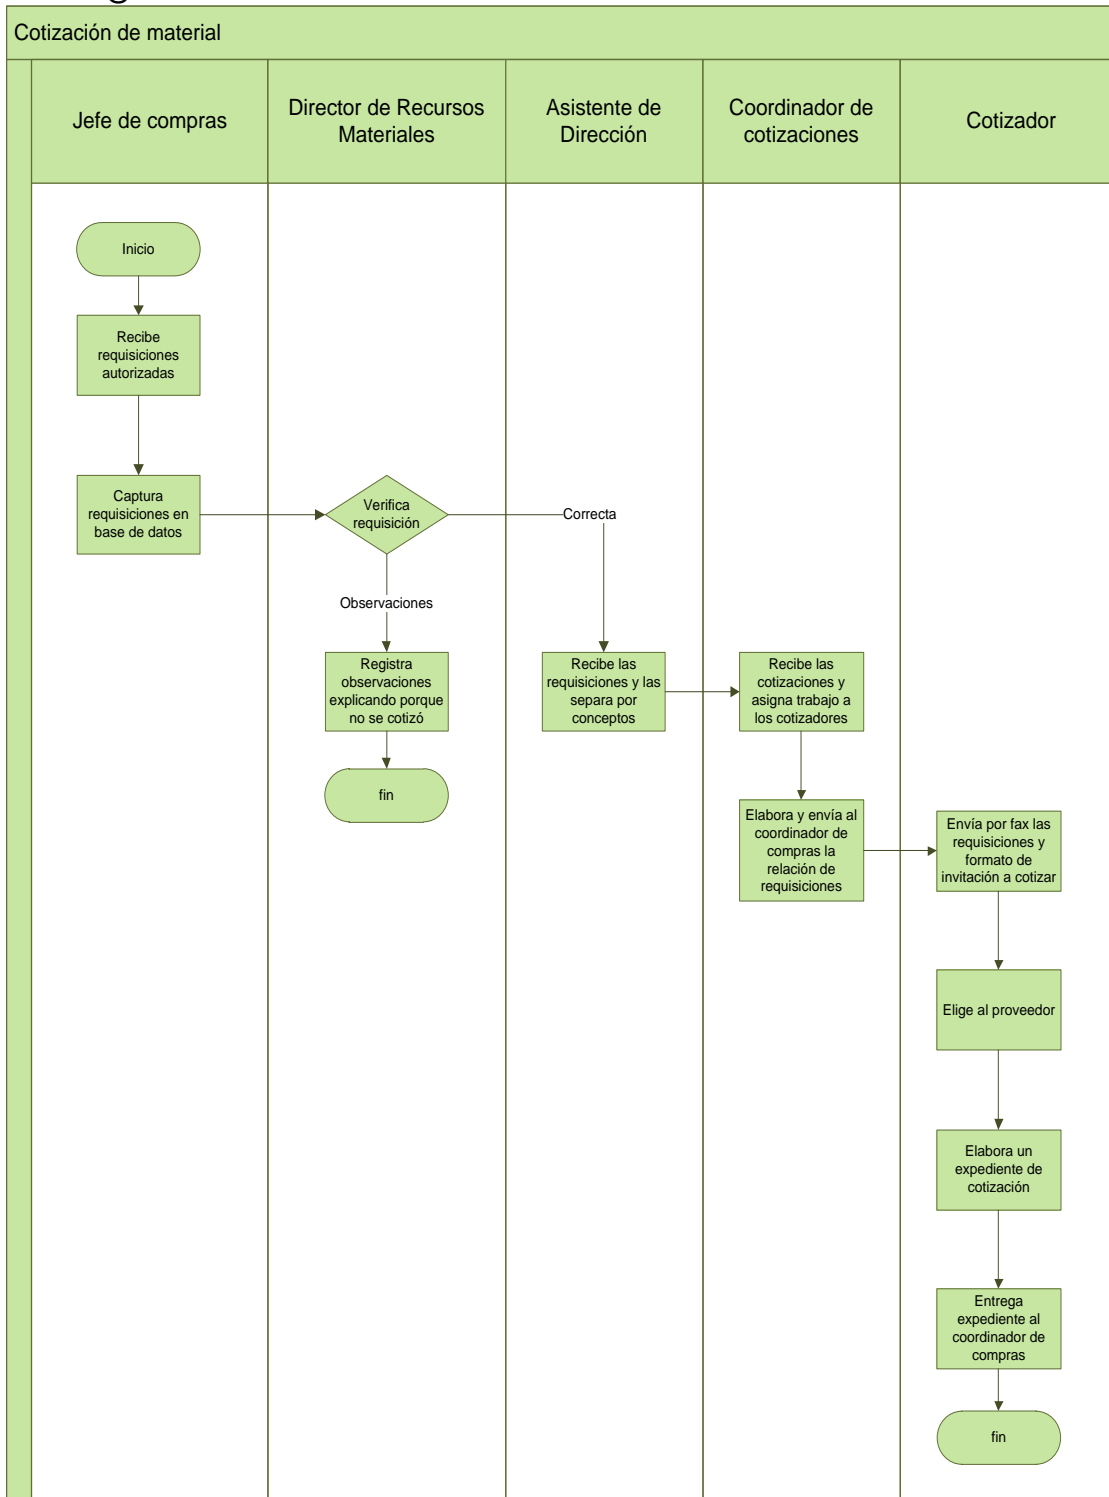 Cotización de material
Jefe de compras
Director de Recursos
Materiales
Asistente de
Dirección
Coordinador de
cotizaciones
Cotizador
Inicio
Recibe
requisiciones
autorizadas
Captura
requisiciones en
base de datos
Verifica
requisición
Correcta
Observaciones
Registra
observaciones
explicando porque
no se cotizó
fin
Recibe las
requisiciones y las
separa por
conceptos
Recibe las
cotizaciones y
asigna trabajo a
los cotizadores
Elabora y envía al
coordinador de
compras la
relación de
requisiciones
Envía por fax las
requisiciones y
formato de
invitación a cotizar
Elige al proveedor
Elabora un
expediente de
cotización
Entrega
expediente al
coordinador de
compras
fin